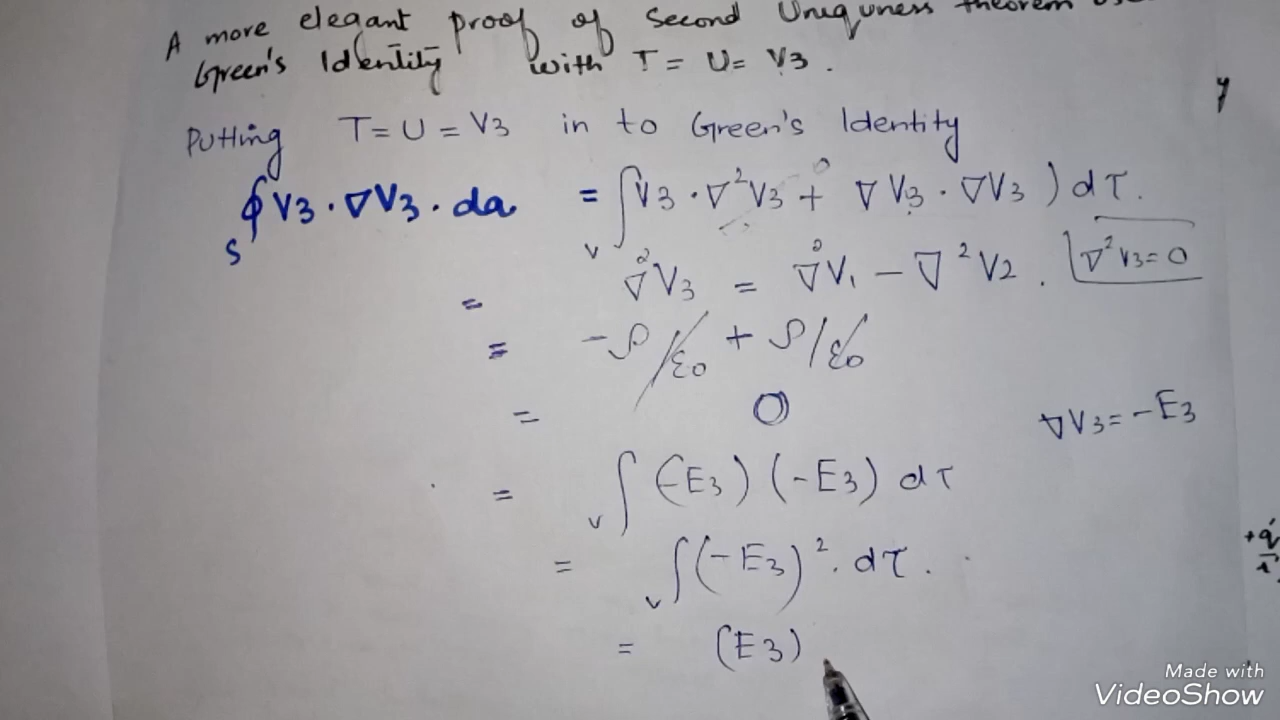 A more elegant proof of Second Uniquness theorem
Green's Identity with T = U = V3 .
Putting T = U = V3 in to Green's Identity
∮ V3 · ∇V3 · da = ∫ V3 · ∇²V3 + ∇V3 · ∇V3 ) dτ.
S V 0
= ∇²V3 = ∇²V1 − ∇²V2 . ∇²V3 = 0
= −ρ/ε0 + ρ/ε0
= 0 ∇V3 = −E3
= ∫ (−E3) (−E3) dτ
V
= ∫ (−E3)² · dτ .
V
= (E3)
y
+q
Made with
VideoShow